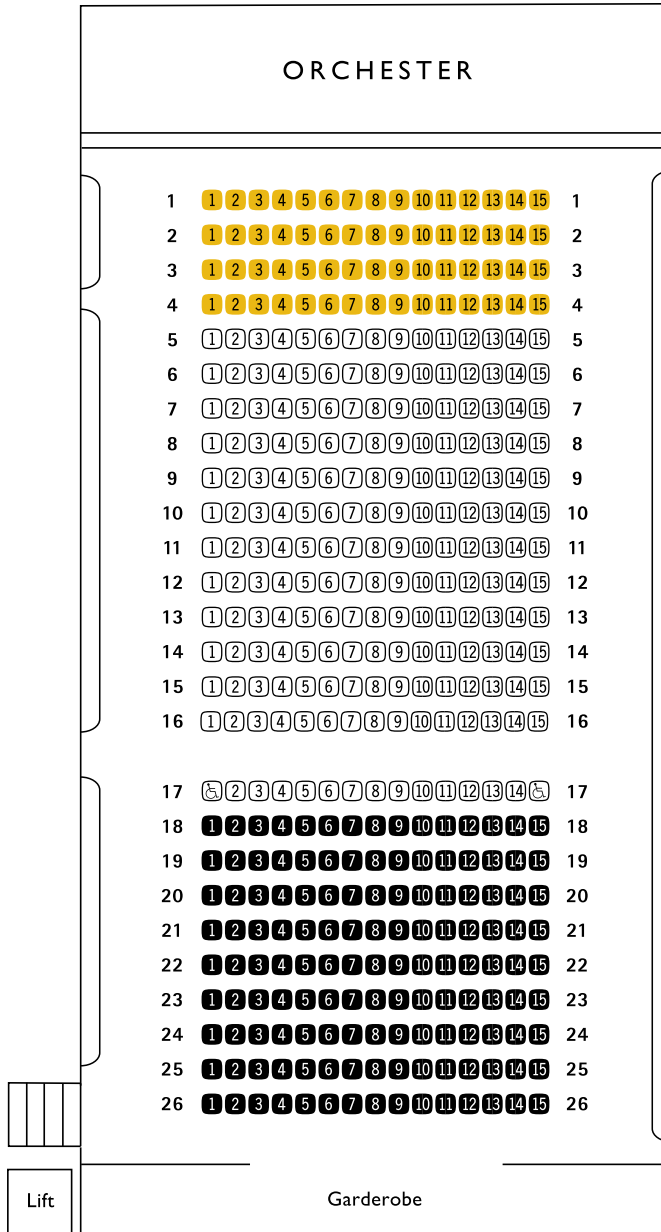 ORCHESTER
1 1 2 3 4 5 6 7 8 9 10 11 12 13 14 15 1
2 1 2 3 4 5 6 7 8 9 10 11 12 13 14 15 2
3 1 2 3 4 5 6 7 8 9 10 11 12 13 14 15 3
4 1 2 3 4 5 6 7 8 9 10 11 12 13 14 15 4
5 1 2 3 4 5 6 7 8 9 10 11 12 13 14 15 5
6 1 2 3 4 5 6 7 8 9 10 11 12 13 14 15 6
7 1 2 3 4 5 6 7 8 9 10 11 12 13 14 15 7
8 1 2 3 4 5 6 7 8 9 10 11 12 13 14 15 8
9 1 2 3 4 5 6 7 8 9 10 11 12 13 14 15 9
10 1 2 3 4 5 6 7 8 9 10 11 12 13 14 15 10
11 1 2 3 4 5 6 7 8 9 10 11 12 13 14 15 11
12 1 2 3 4 5 6 7 8 9 10 11 12 13 14 15 12
13 1 2 3 4 5 6 7 8 9 10 11 12 13 14 15 13
14 1 2 3 4 5 6 7 8 9 10 11 12 13 14 15 14
15 1 2 3 4 5 6 7 8 9 10 11 12 13 14 15 15
16 1 2 3 4 5 6 7 8 9 10 11 12 13 14 15 16
17 2 3 4 5 6 7 8 9 10 11 12 13 14 17
18 1 2 3 4 5 6 7 8 9 10 11 12 13 14 15 18
19 1 2 3 4 5 6 7 8 9 10 11 12 13 14 15 19
20 1 2 3 4 5 6 7 8 9 10 11 12 13 14 15 20
21 1 2 3 4 5 6 7 8 9 10 11 12 13 14 15 21
22 1 2 3 4 5 6 7 8 9 10 11 12 13 14 15 22
23 1 2 3 4 5 6 7 8 9 10 11 12 13 14 15 23
24 1 2 3 4 5 6 7 8 9 10 11 12 13 14 15 24
25 1 2 3 4 5 6 7 8 9 10 11 12 13 14 15 25
26 1 2 3 4 5 6 7 8 9 10 11 12 13 14 15 26
Lift
Garderobe